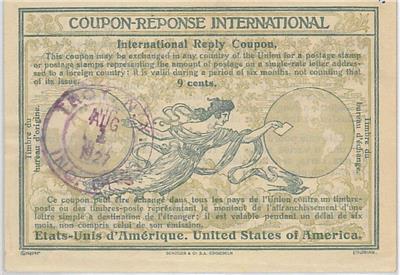 COUPON-RÉPONSE INTERNATIONAL
International Reply Coupon,
This coupon may be exchanged in any country of the Union for a postage stamp
or postage stamps representing the amount of postage on a single-rate letter addres-
sed to a foreign country: it is valid during a period of six months, not counting that
of its issue.
9 cents.
Timbre du
bureau d'origine.
AUG
Timbre du
bureau d'échange.
Ce coupon peut être échangé dans tous les pays de l'Union contre un timbre-
poste ou des timbres-poste représentant le montant de l'affranchissement d'une
lettre simple à destination de l'étranger; il est valable pendant un délai de six
mois, non compris celui de son émission.
Etats-Unis d'Amérique. United States of America.